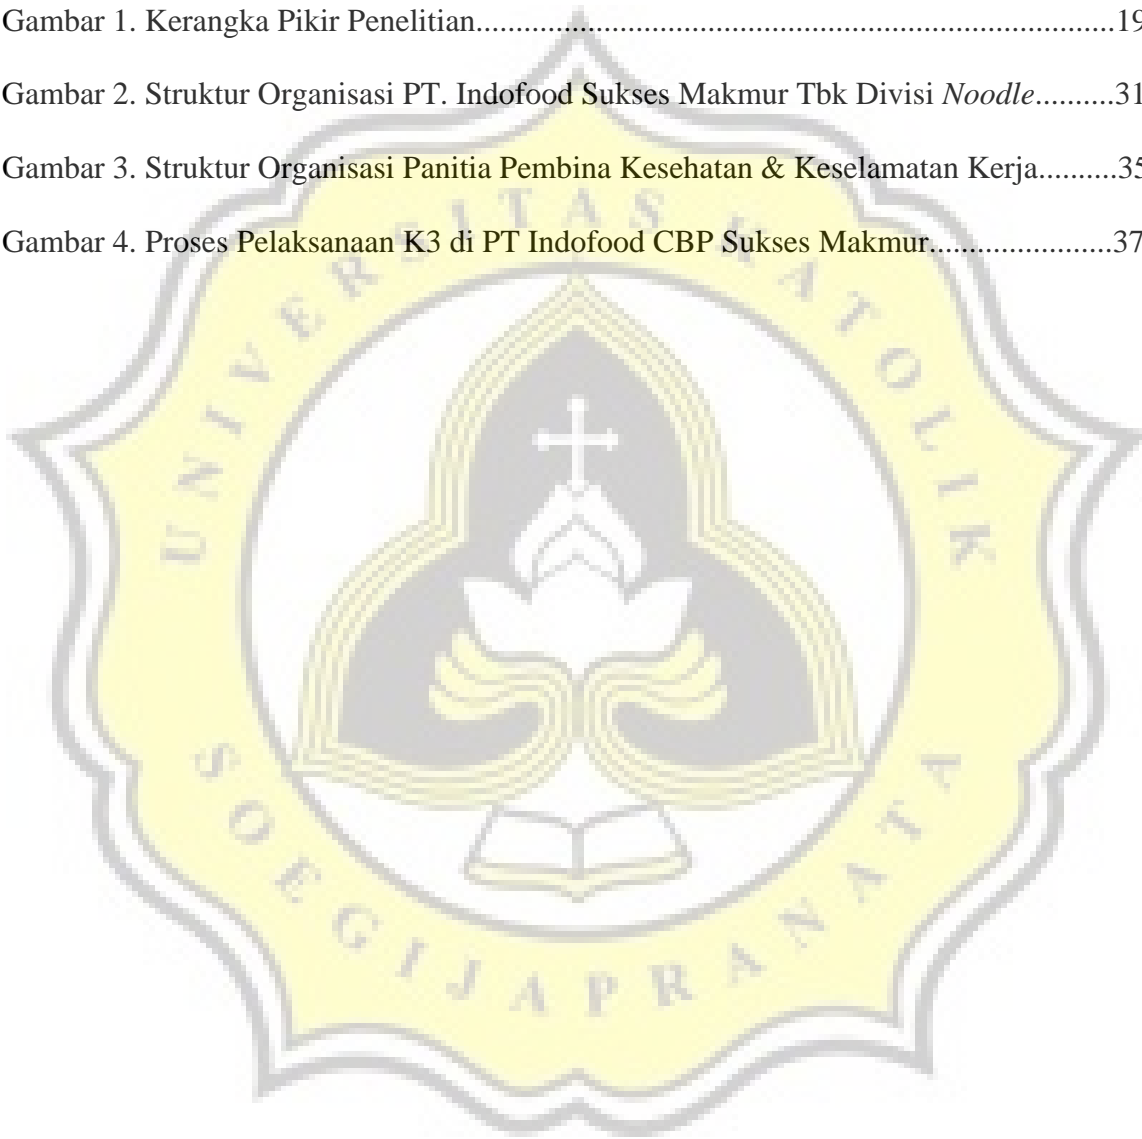 Gambar 1. Kerangka Pikir Penelitian....................................................................................19
Gambar 2. Struktur Organisasi PT. Indofood Sukses Makmur Tbk Divisi Noodle.........31
Gambar 3. Struktur Organisasi Panitia Pembina Kesehatan & Keselamatan Kerja..........35
Gambar 4. Proses Pelaksanaan K3 di PT Indofood CBP Sukses Makmur......................37
UNIVERSITAS KATOLIK
SOEGIJAPRANATA